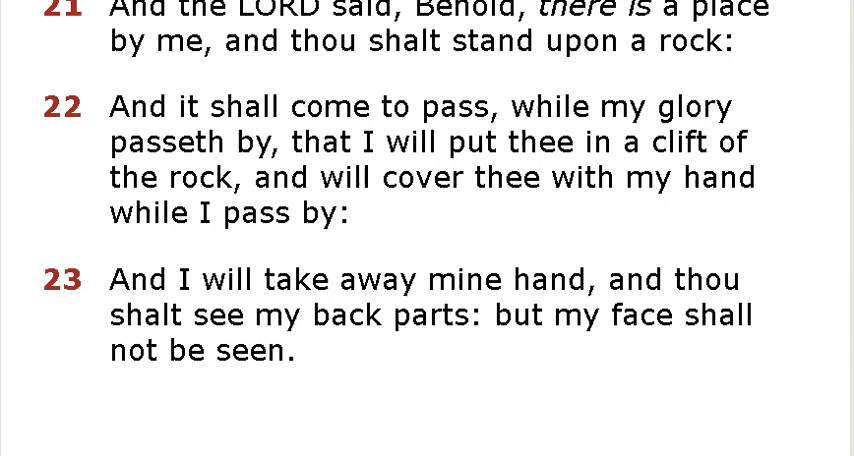 21 And the LORD said, Behold, there is a place
by me, and thou shalt stand upon a rock:
22 And it shall come to pass, while my glory
passeth by, that I will put thee in a clift of
the rock, and will cover thee with my hand
while I pass by:
23 And I will take away mine hand, and thou
shalt see my back parts: but my face shall
not be seen.